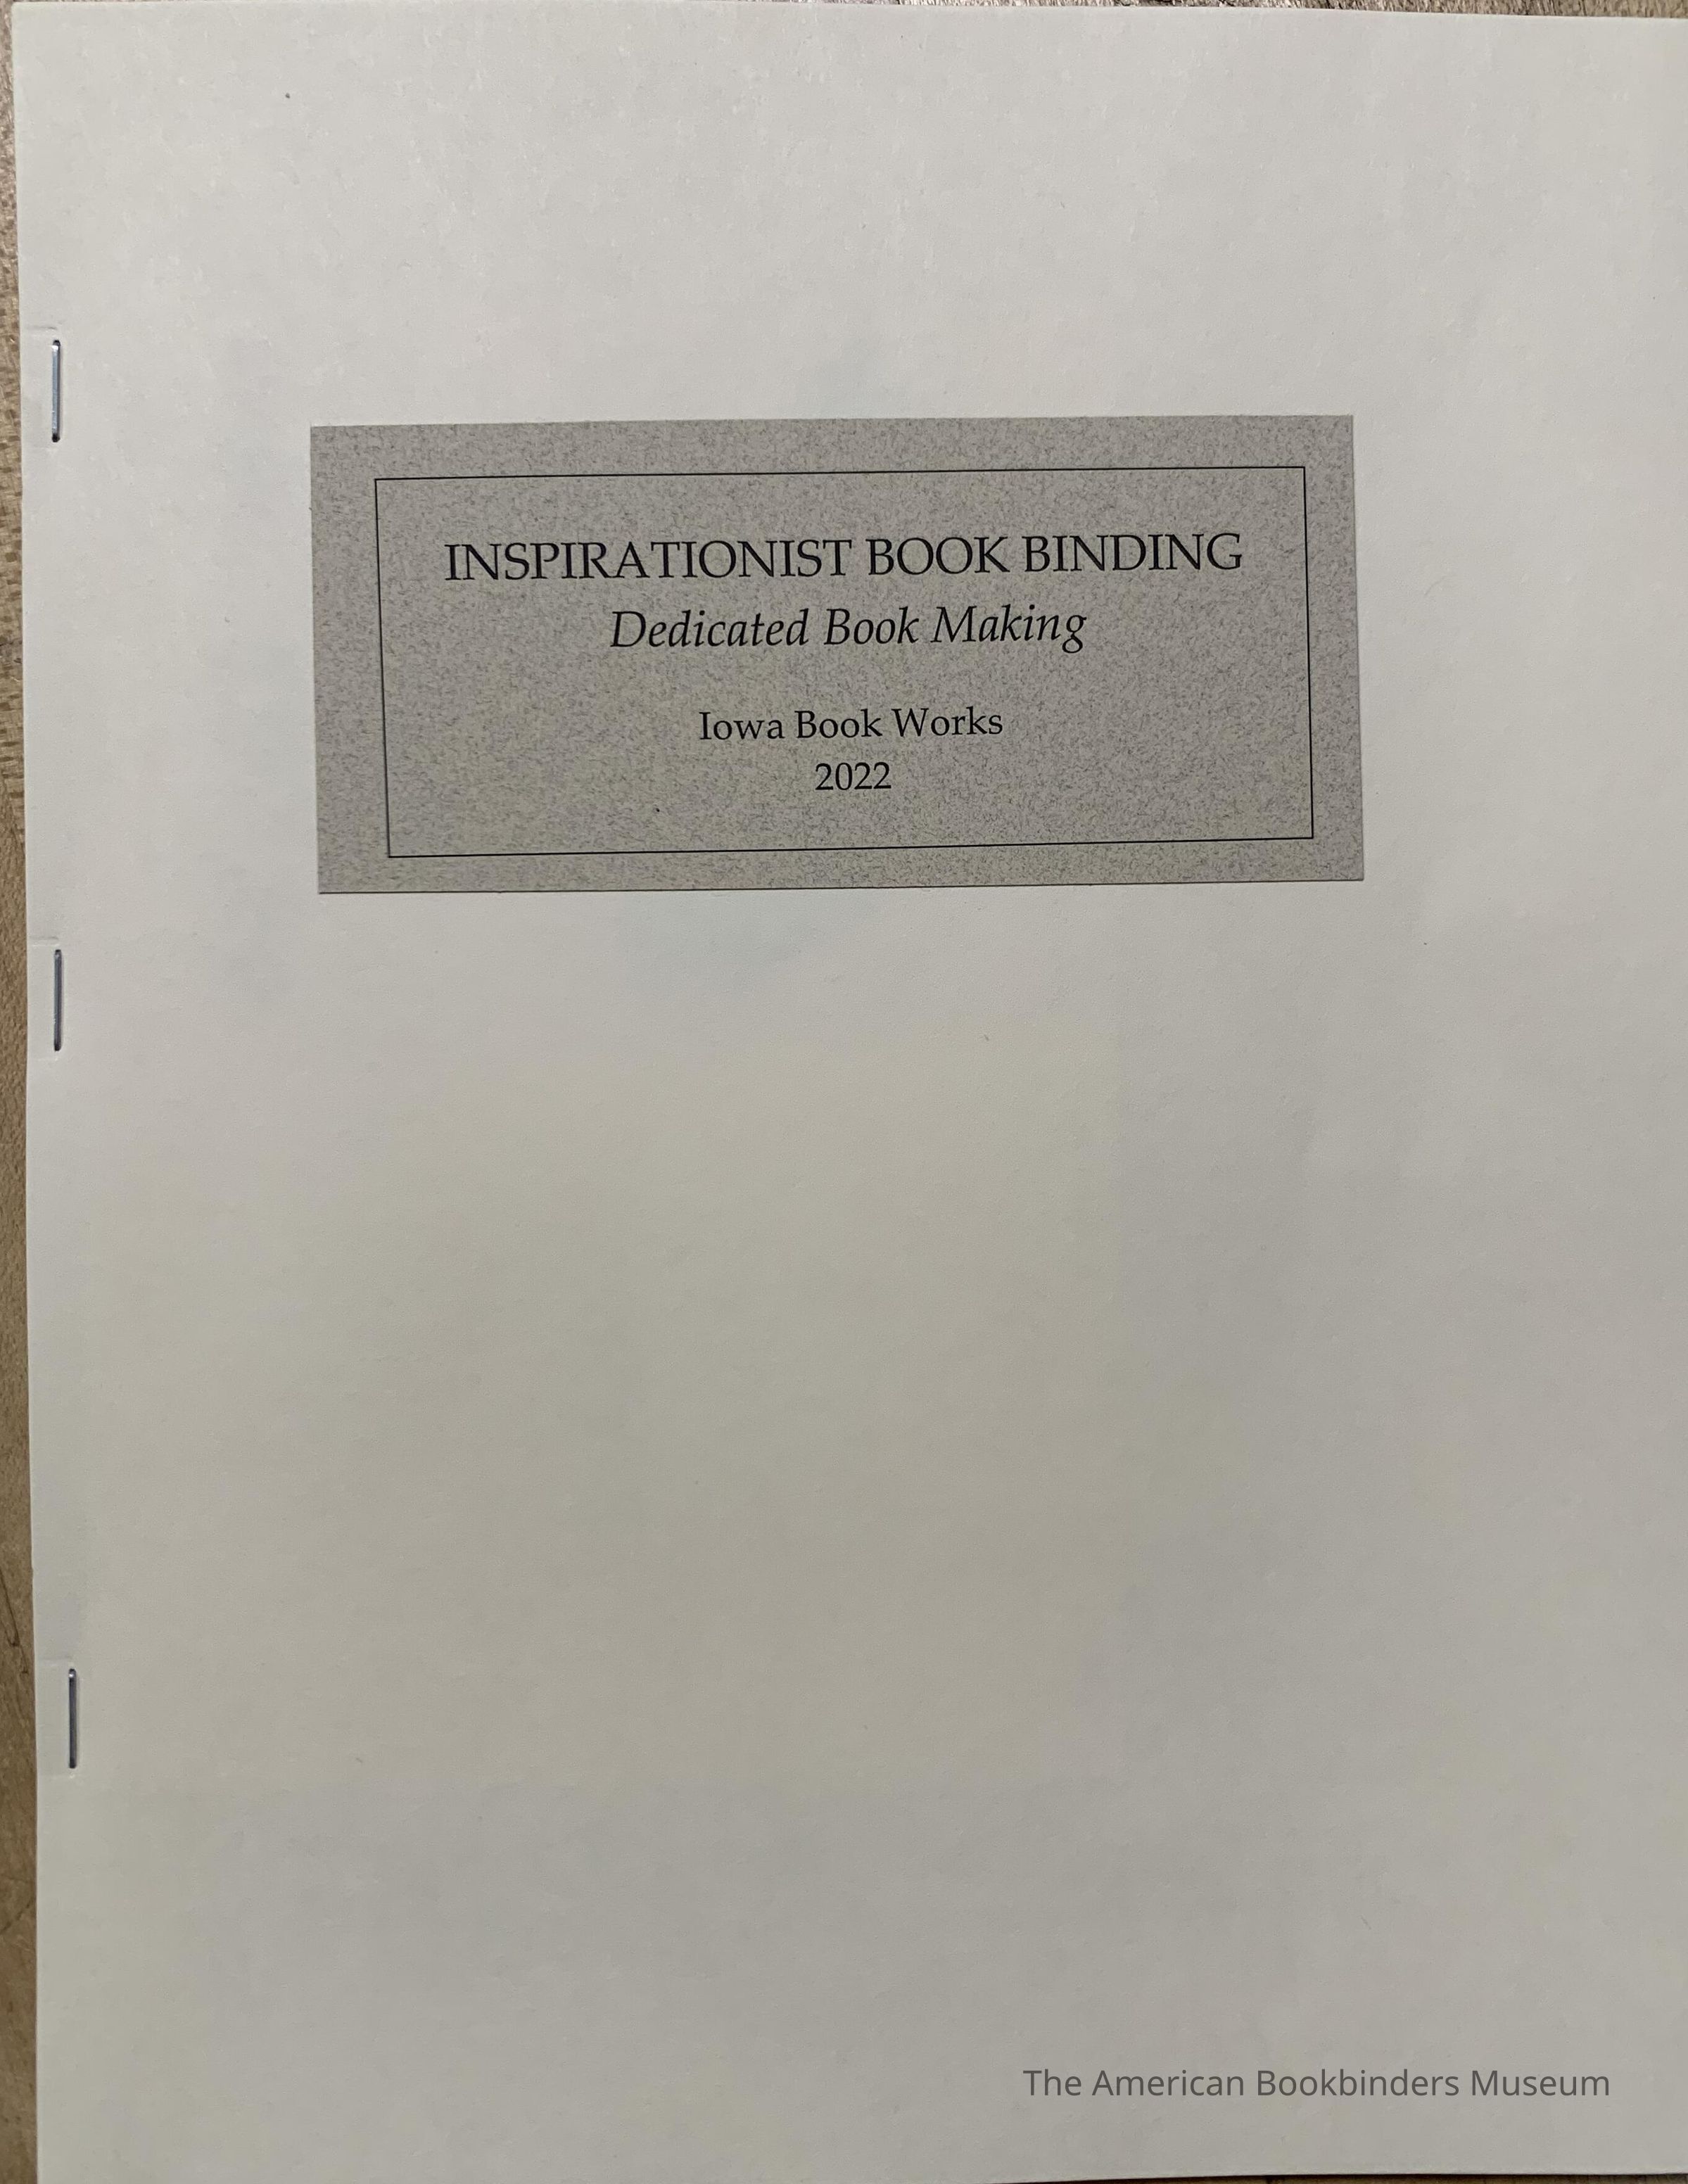 INSPIRATIONIST BOOK BINDING
Dedicated Book Making
Iowa Book Works
2022
The American Bookbinders Museum